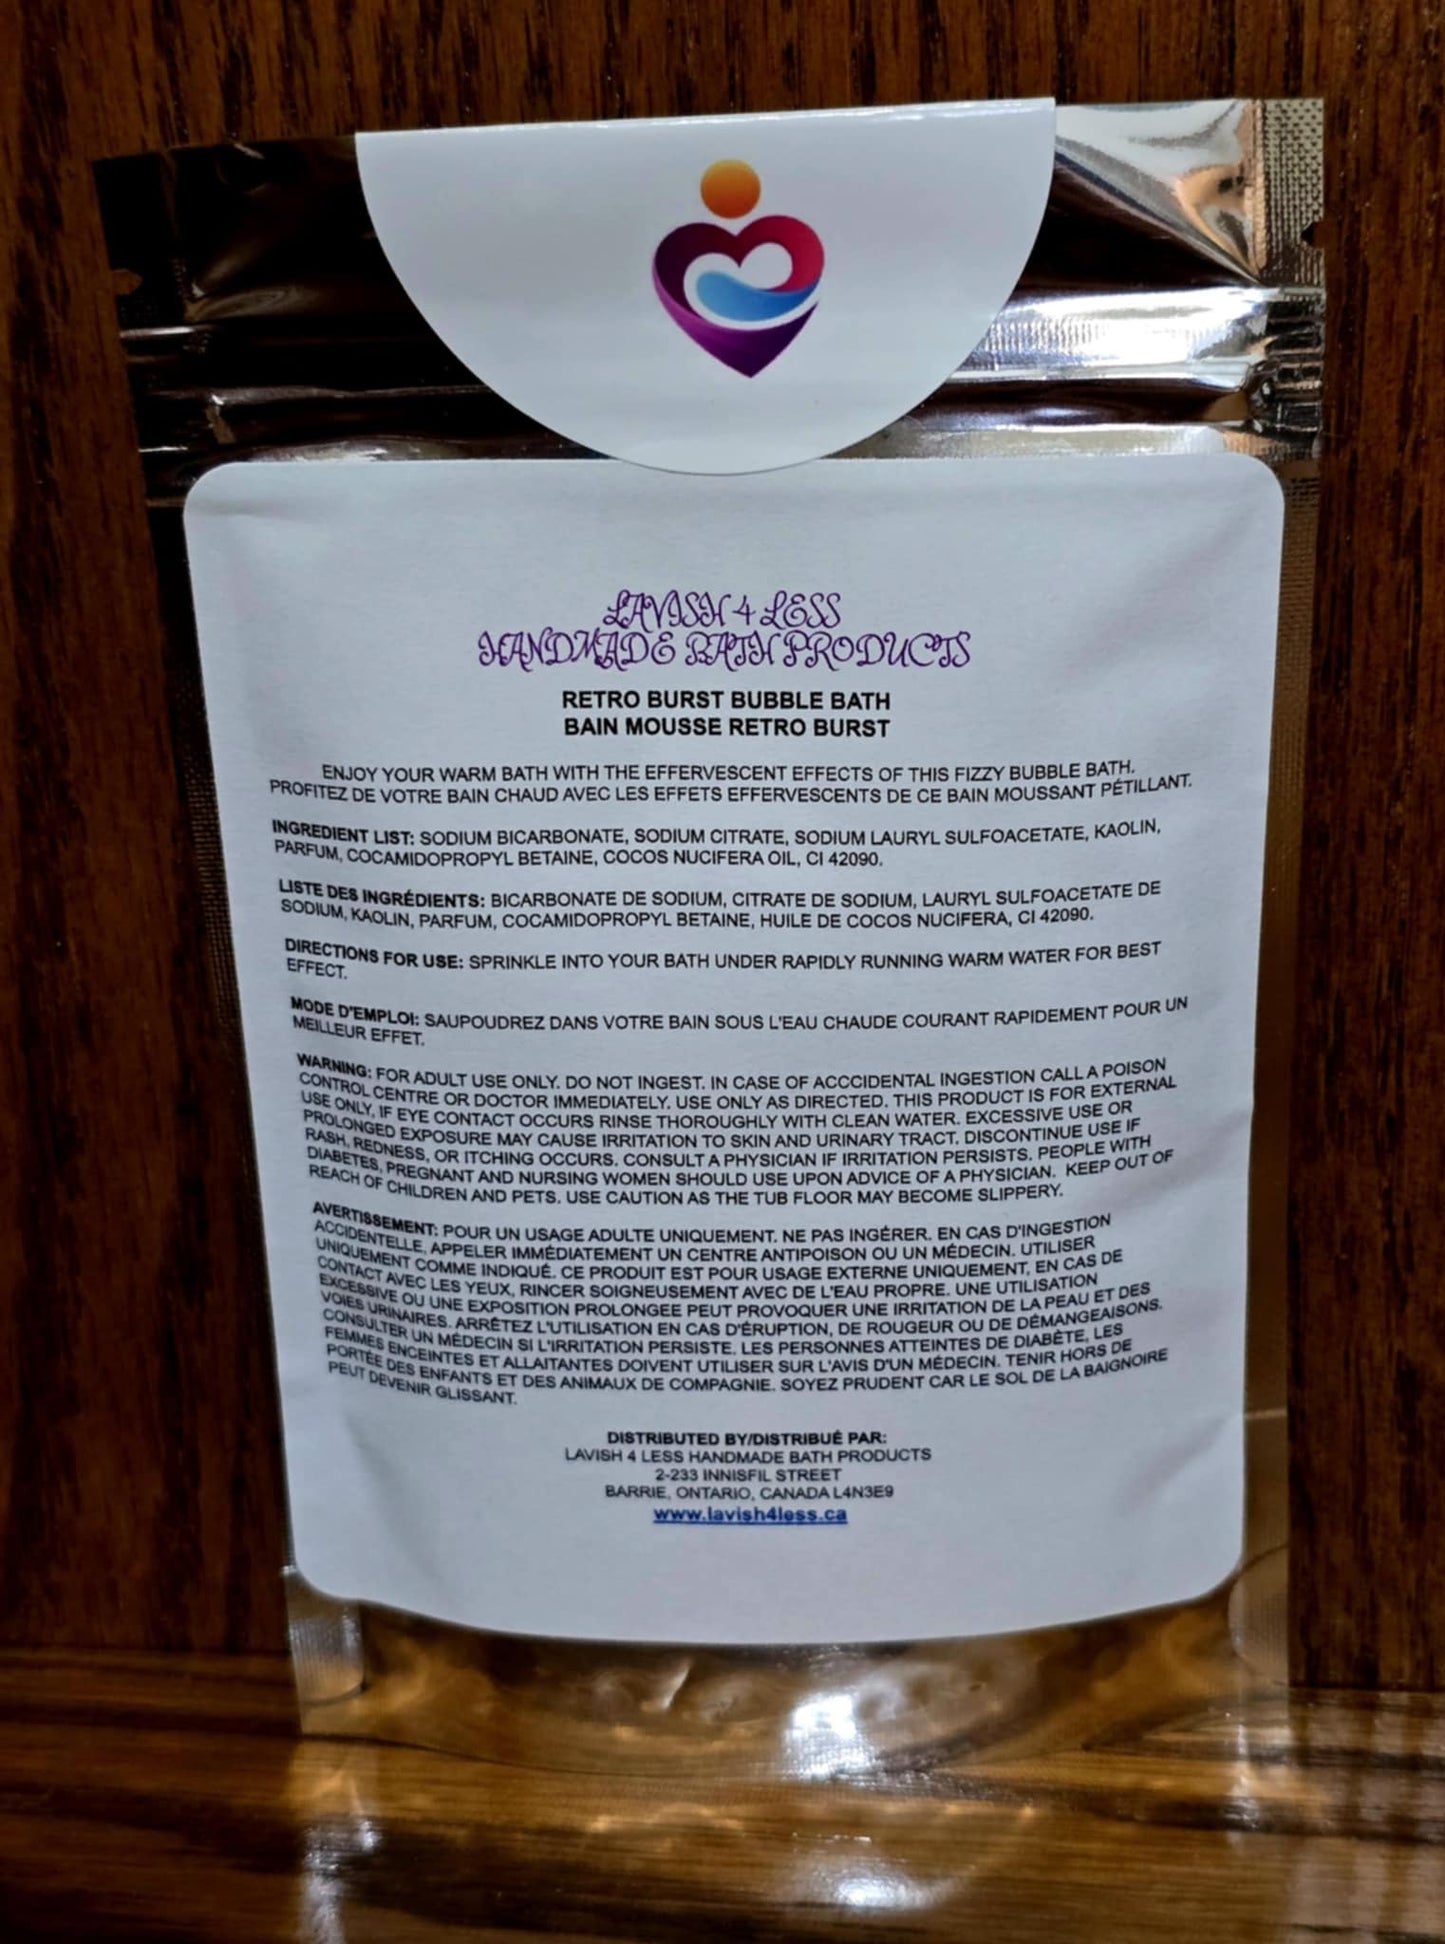 LAVISH 4 LESS
HANDMADE BATH PRODUCTS
RETRO BURST BUBBLE BATH
BAIN MOUSSE RETRO BURST
ENJOY YOUR WARM BATH WITH THE EFFERVESCENT EFFECTS OF THIS FIZZY BUBBLE BATH.
PROFITEZ DE VOTRE BAIN CHAUD AVEC LES EFFETS EFFERVESCENTS DE CE BAIN MOUSSANT PÉTILLANT.
INGREDIENT LIST: SODIUM BICARBONATE, SODIUM CITRATE, SODIUM LAURYL SULFOACETATE, KAOLIN,
PARFUM, COCAMIDOPROPYL BETAINE, COCOS NUCIFERA OIL, CI 42090.
LISTE DES INGRÉDIENTS: BICARBONATE DE SODIUM, CITRATE DE SODIUM, LAURYL SULFOACETATE DE
SODIUM, KAOLIN, PARFUM, COCAMIDOPROPYL BETAINE, HUILE DE COCOS NUCIFERA, CI 42090.
DIRECTIONS FOR USE: SPRINKLE INTO YOUR BATH UNDER RAPIDLY RUNNING WARM WATER FOR BEST
EFFECT.
MODE D'EMPLOI: SAUPOUDREZ DANS VOTRE BAIN SOUS L'EAU CHAUDE COURANT RAPIDEMENT POUR UN
MEILLEUR EFFET.
WARNING: FOR ADULT USE ONLY. DO NOT INGEST. IN CASE OF ACCCIDENTAL INGESTION CALL A POISON
CONTROL CENTRE OR DOCTOR IMMEDIATELY. USE ONLY AS DIRECTED. THIS PRODUCT IS FOR EXTERNAL
USE ONLY, IF EYE CONTACT OCCURS RINSE THOROUGHLY WITH CLEAN WATER. EXCESSIVE USE OR
PROLONGED EXPOSURE MAY CAUSE IRRITATION TO SKIN AND URINARY TRACT. DISCONTINUE USE IF
RASH, REDNESS, OR ITCHING OCCURS. CONSULT A PHYSICIAN IF IRRITATION PERSISTS. PEOPLE WITH
DIABETES, PREGNANT AND NURSING WOMEN SHOULD USE UPON ADVICE OF A PHYSICIAN. KEEP OUT OF
REACH OF CHILDREN AND PETS. USE CAUTION AS THE TUB FLOOR MAY BECOME SLIPPERY.
AVERTISSEMENT: POUR UN USAGE ADULTE UNIQUEMENT. NE PAS INGÉRER. EN CAS D'INGESTION
ACCIDENTELLE, APPELER IMMÉDIATEMENT UN CENTRE ANTIPOISON OU UN MÉDECIN. UTILISER
UNIQUEMENT COMME INDIQUÉ. CE PRODUIT EST POUR USAGE EXTERNE UNIQUEMENT, EN CAS DE
CONTACT AVEC LES YEUX, RINCER SOIGNEUSEMENT AVEC DE L'EAU PROPRE. UNE UTILISATION
EXCESSIVE OU UNE EXPOSITION PROLONGEE PEUT PROVOQUER UNE IRRITATION DE LA PEAU ET DES
VOIES URINAIRES. ARRÊTEZ L'UTILISATION EN CAS D'ÉRUPTION, DE ROUGEUR OU DE DÉMANGEAISONS.
CONSULTER UN MÉDECIN SI L'IRRITATION PERSISTE. LES PERSONNES ATTEINTES DE DIABÈTE, LES
FEMMES ENCEINTES ET ALLAITANTES DOIVENT UTILISER SUR L'AVIS D'UN MÉDECIN. TENIR HORS DE
PORTÉE DES ENFANTS ET DES ANIMAUX DE COMPAGNIE. SOYEZ PRUDENT CAR LE SOL DE LA BAIGNOIRE
PEUT DEVENIR GLISSANT.
DISTRIBUTED BY/DISTRIBUÉ PAR:
LAVISH 4 LESS HANDMADE BATH PRODUCTS
2-233 INNISFIL STREET
BARRIE, ONTARIO, CANADA L4N3E9
www.lavish4less.ca